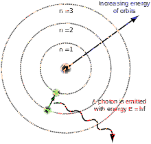 Increasing energy
of orbits
n = 3
n = 2
n = 1
A photon is emitted
with energy E = hf